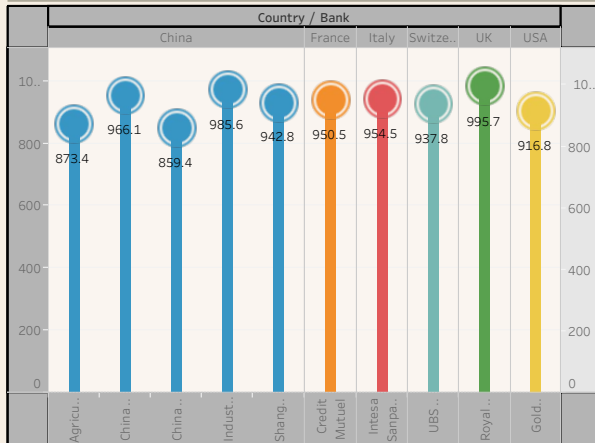 Country / Bank
China France Italy Switze.. UK USA
10.. 10..
873.4 966.1 859.4 985.6 942.8 950.5 954.5 937.8 995.7 916.8
800 800
600 600
400 400
200 200
0 0
Agricu..
China ..
China ..
Indust..
Shang..
Credit
Mutuel
Intesa
Sanpa..
UBS ..
Royal ..
Gold..